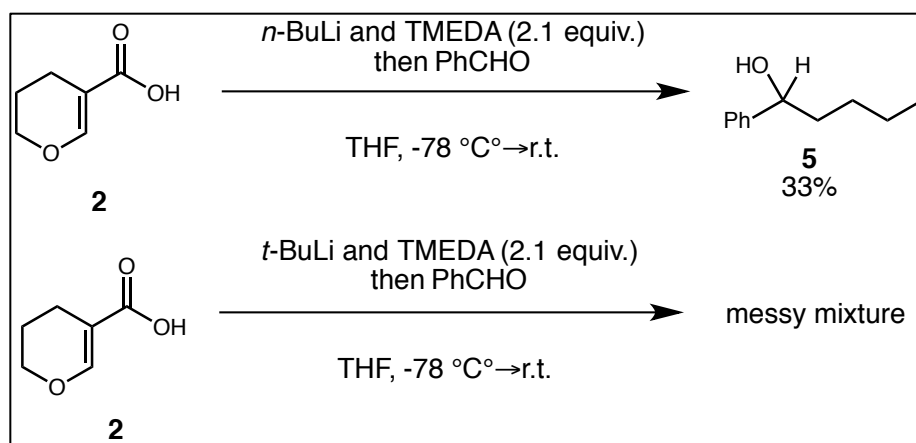 O
OH
O
2
n-BuLi and TMEDA (2.1 equiv.)
then PhCHO
THF, -78 °C°→r.t.
HO H
Ph
5
33%
O
OH
O
2
t-BuLi and TMEDA (2.1 equiv.)
then PhCHO
THF, -78 °C°→r.t.
messy mixture